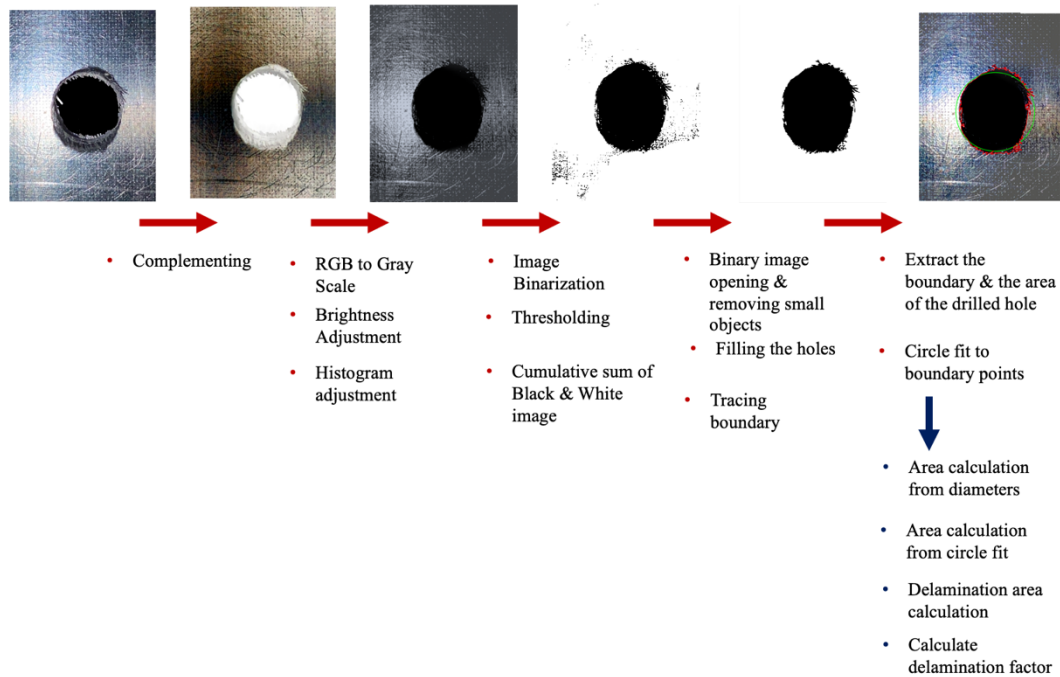 Complementing
RGB to Gray
Scale
Brightness
Adjustment
Histogram
adjustment
Image
Binarization
Thresholding
Cumulative sum of
Black & White
image
Binary image
opening &
removing small
objects
Filling the holes
Tracing
boundary
Extract the
boundary & the area
of the drilled hole
Circle fit to
boundary points
Area calculation
from diameters
Area calculation
from circle fit
Delamination area
calculation
Calculate
delamination factor